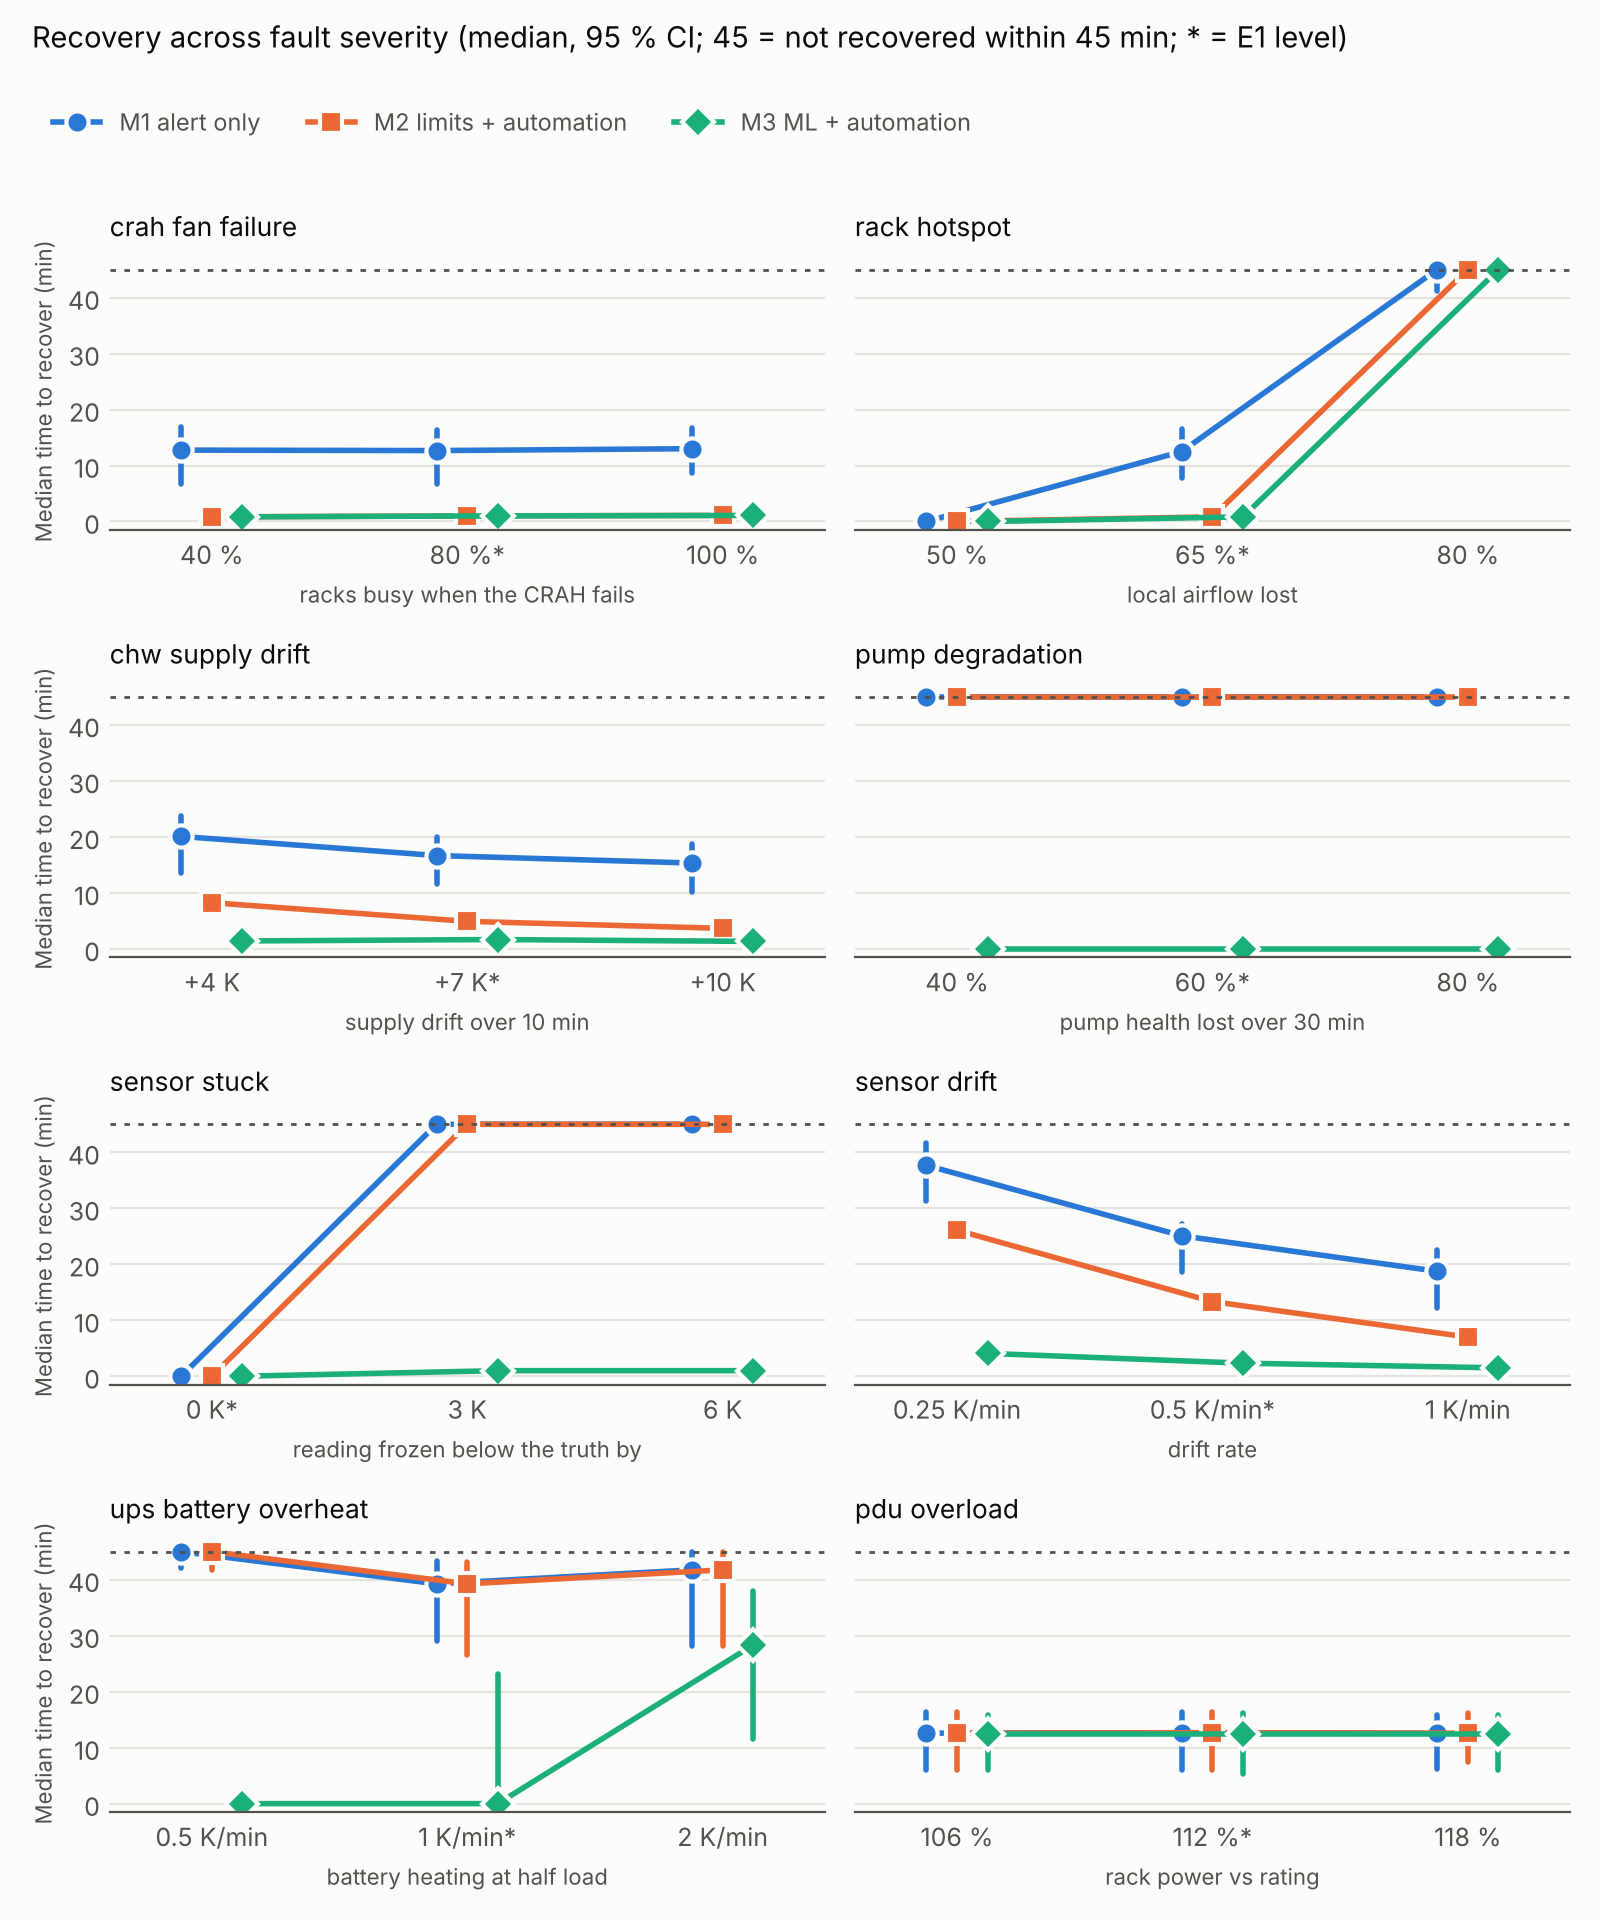 Recovery across fault severity (median, 95 % CI; 45 = not recovered within 45 min; * = E1 level)
M1 alert only
M2 limits + automation
M3 ML + automation
crah fan failure
Median time to recover (min)
40
30
20
10
0
40 %
80 %*
100 %
racks busy when the CRAH fails
rack hotspot
50 %
65 %*
80 %
local airflow lost
chw supply drift
Median time to recover (min)
40
30
20
10
0
+4 K
+7 K*
+10 K
supply drift over 10 min
pump degradation
40 %
60 %*
80 %
pump health lost over 30 min
sensor stuck
Median time to recover (min)
40
30
20
10
0
0 K*
3 K
6 K
reading frozen below the truth by
sensor drift
0.25 K/min
0.5 K/min*
1 K/min
drift rate
ups battery overheat
Median time to recover (min)
40
30
20
10
0
0.5 K/min
1 K/min*
2 K/min
battery heating at half load
pdu overload
106 %
112 %*
118 %
rack power vs rating